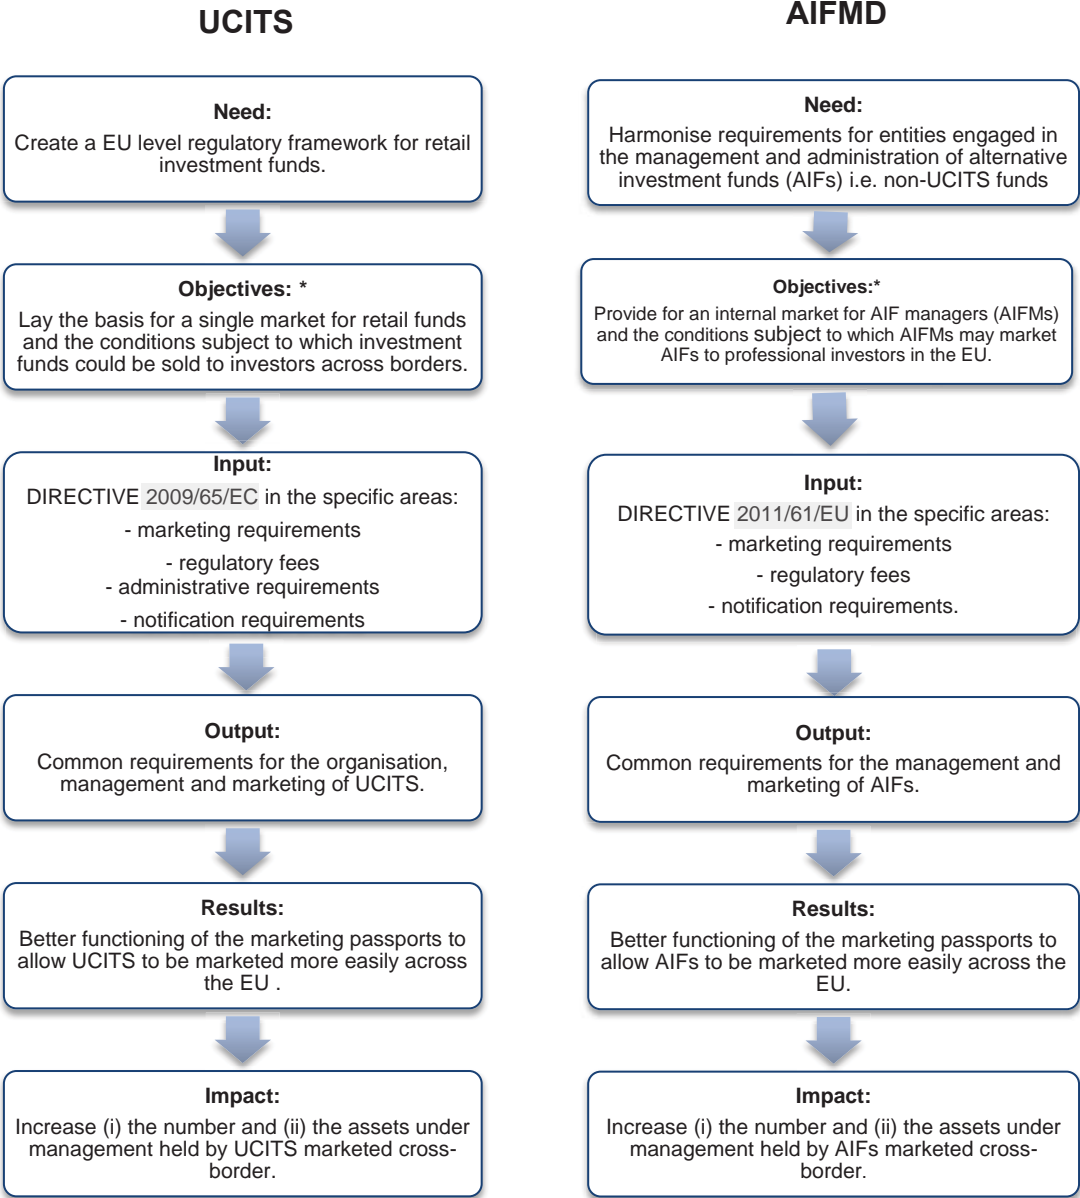 UCITS
Need:
Create a EU level regulatory framework for retail
investment funds.
Objectives: *
Lay the basis for a single market for retail funds
and the conditions subject to which investment
funds could be sold to investors across borders.
Input:
DIRECTIVE 2009/65/EC in the specific areas:
- marketing requirements
- regulatory fees
- administrative requirements
- notification requirements
Output:
Common requirements for the organisation,
management and marketing of UCITS.
Results:
Better functioning of the marketing passports to
allow UCITS to be marketed more easily across
the EU .
Impact:
Increase (i) the number and (ii) the assets under
management held by UCITS marketed cross-
border.
AIFMD
Need:
Harmonise requirements for entities engaged in
the management and administration of alternative
investment funds (AIFs) i.e. non-UCITS funds
Objectives:*
Provide for an internal market for AIF managers (AIFMs)
and the conditions subject to which AIFMs may market
AIFs to professional investors in the EU.
Input:
DIRECTIVE 2011/61/EU in the specific areas:
- marketing requirements
- regulatory fees
- notification requirements.
Output:
Common requirements for the management and
marketing of AIFs.
Results:
Better functioning of the marketing passports to
allow AIFs to be marketed more easily across the
EU.
Impact:
Increase (i) the number and (ii) the assets under
management held by AIFs marketed cross-
border.